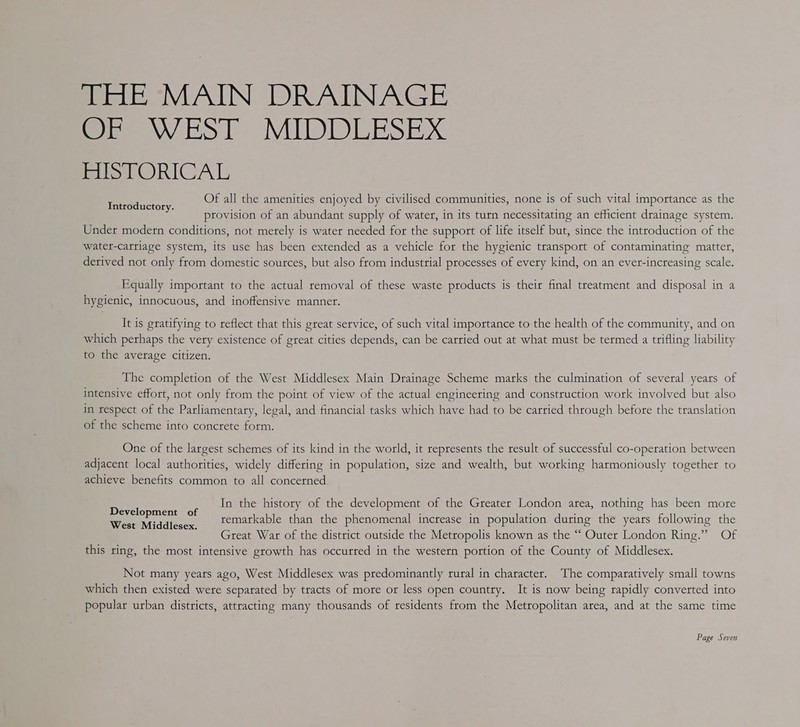 THE MAIN DRAINAGE
OF WEST MIDDLESEX
HISTORICAL
Introductory.
Of all the amenities enjoyed by civilised communities, none is of such vital importance as the
provision of an abundant supply of water, in its turn necessitating an efficient drainage system.
Under modern conditions, not merely is water needed for the support of life itself but, since the introduction of the
water-carriage system, its use has been extended as a vehicle for the hygienic transport of contaminating matter,
derived not only from domestic sources, but also from industrial processes of every kind, on an ever-increasing scale.
Equally important to the actual removal of these waste products is their final treatment and disposal in a
hygienic, innocuous, and inoffensive manner.
It is gratifying to reflect that this great service, of such vital importance to the health of the community, and on
which perhaps the very existence of great cities depends, can be carried out at what must be termed a trifling liability
to the average citizen.
The completion of the West Middlesex Main Drainage Scheme marks the culmination of several years of
intensive effort, not only from the point of view of the actual engineering and construction work involved but also
in respect of the Parliamentary, legal, and financial tasks which have had to be carried through before the translation
of the scheme into concrete form.
One of the largest schemes of its kind in the world, it represents the result of successful co-operation between
adjacent local authorities, widely differing in population, size and wealth, but working harmoniously together to
achieve benefits common to all concerned
Development of
West Middlesex.
In the history of the development of the Greater London area, nothing has been more
remarkable than the phenomenal increase in population during the years following the
Great War of the district outside the Metropolis known as the “ Outer London Ring.” Of
this ring, the most intensive growth has occurred in the western portion of the County of Middlesex.
Not many years ago, West Middlesex was predominantly rural in character. The comparatively small towns
which then existed were separated by tracts of more or less open country. It is now being rapidly converted into
popular urban districts, attracting many thousands of residents from the Metropolitan area, and at the same time
Page Seven